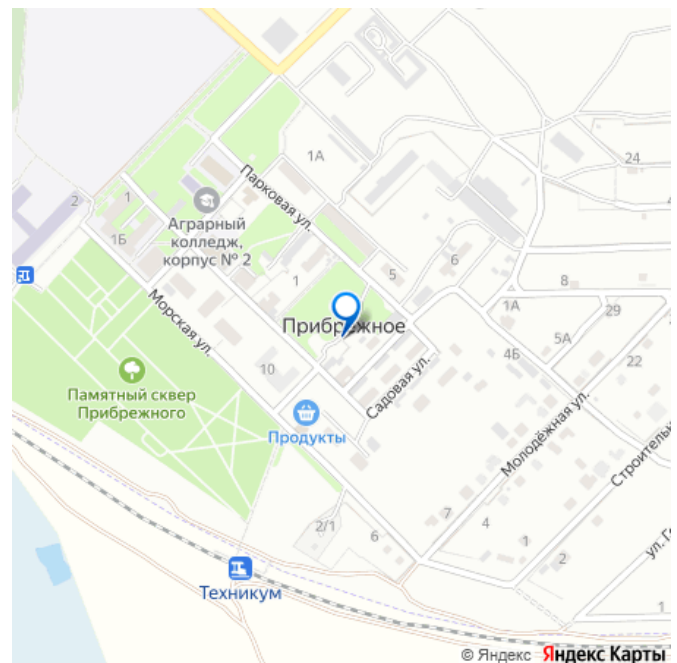 1А
24
Парковая ул.
2
1
1Б
Аграрный
колледж,
корпус № 2
4
5
6
8
1
1А
29
Морская ул.
Прибрежное
5А
4Б
22
10
Садовая ул.
Памятный сквер
Прибрежного
Молодёжная ул.
Продукты
Строительн
7
4
2/1
6
1
2
ул. Г
Техникум
1
© Яндекс Яндекс Карты